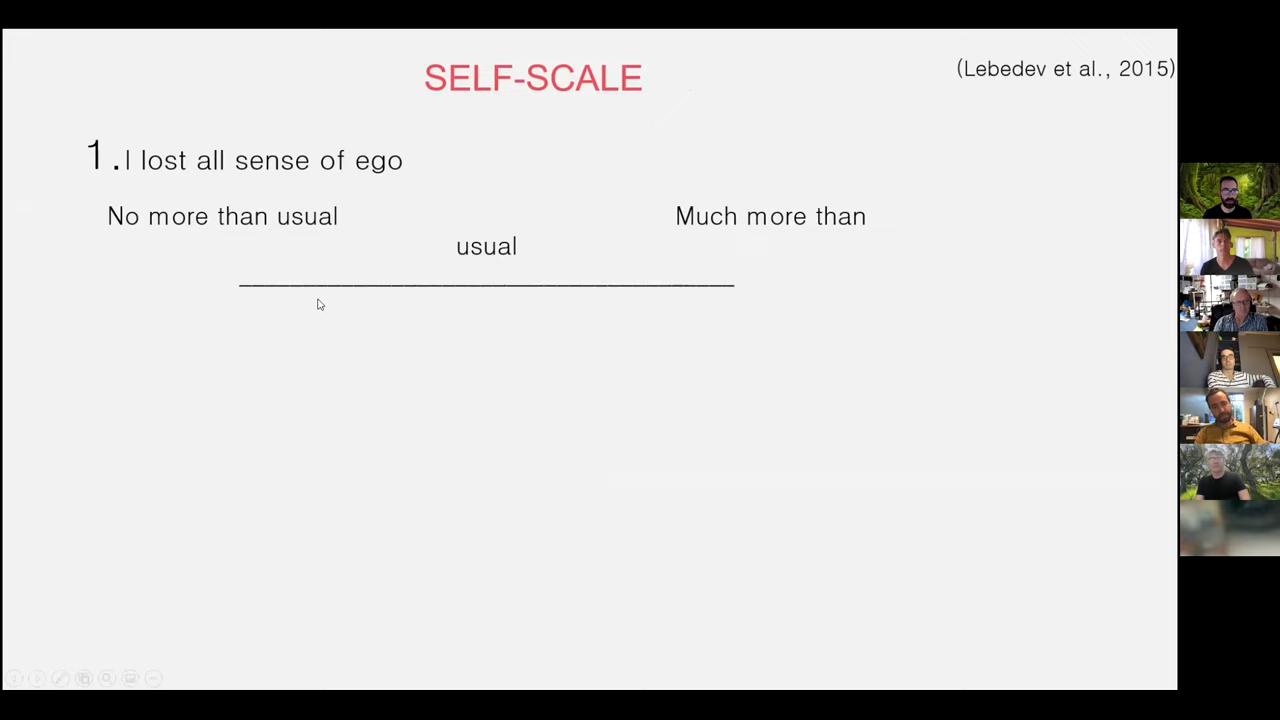 SELF-SCALE
(Lebedev et al., 2015)
1.I lost all sense of ego
No more than usual Much more than
usual